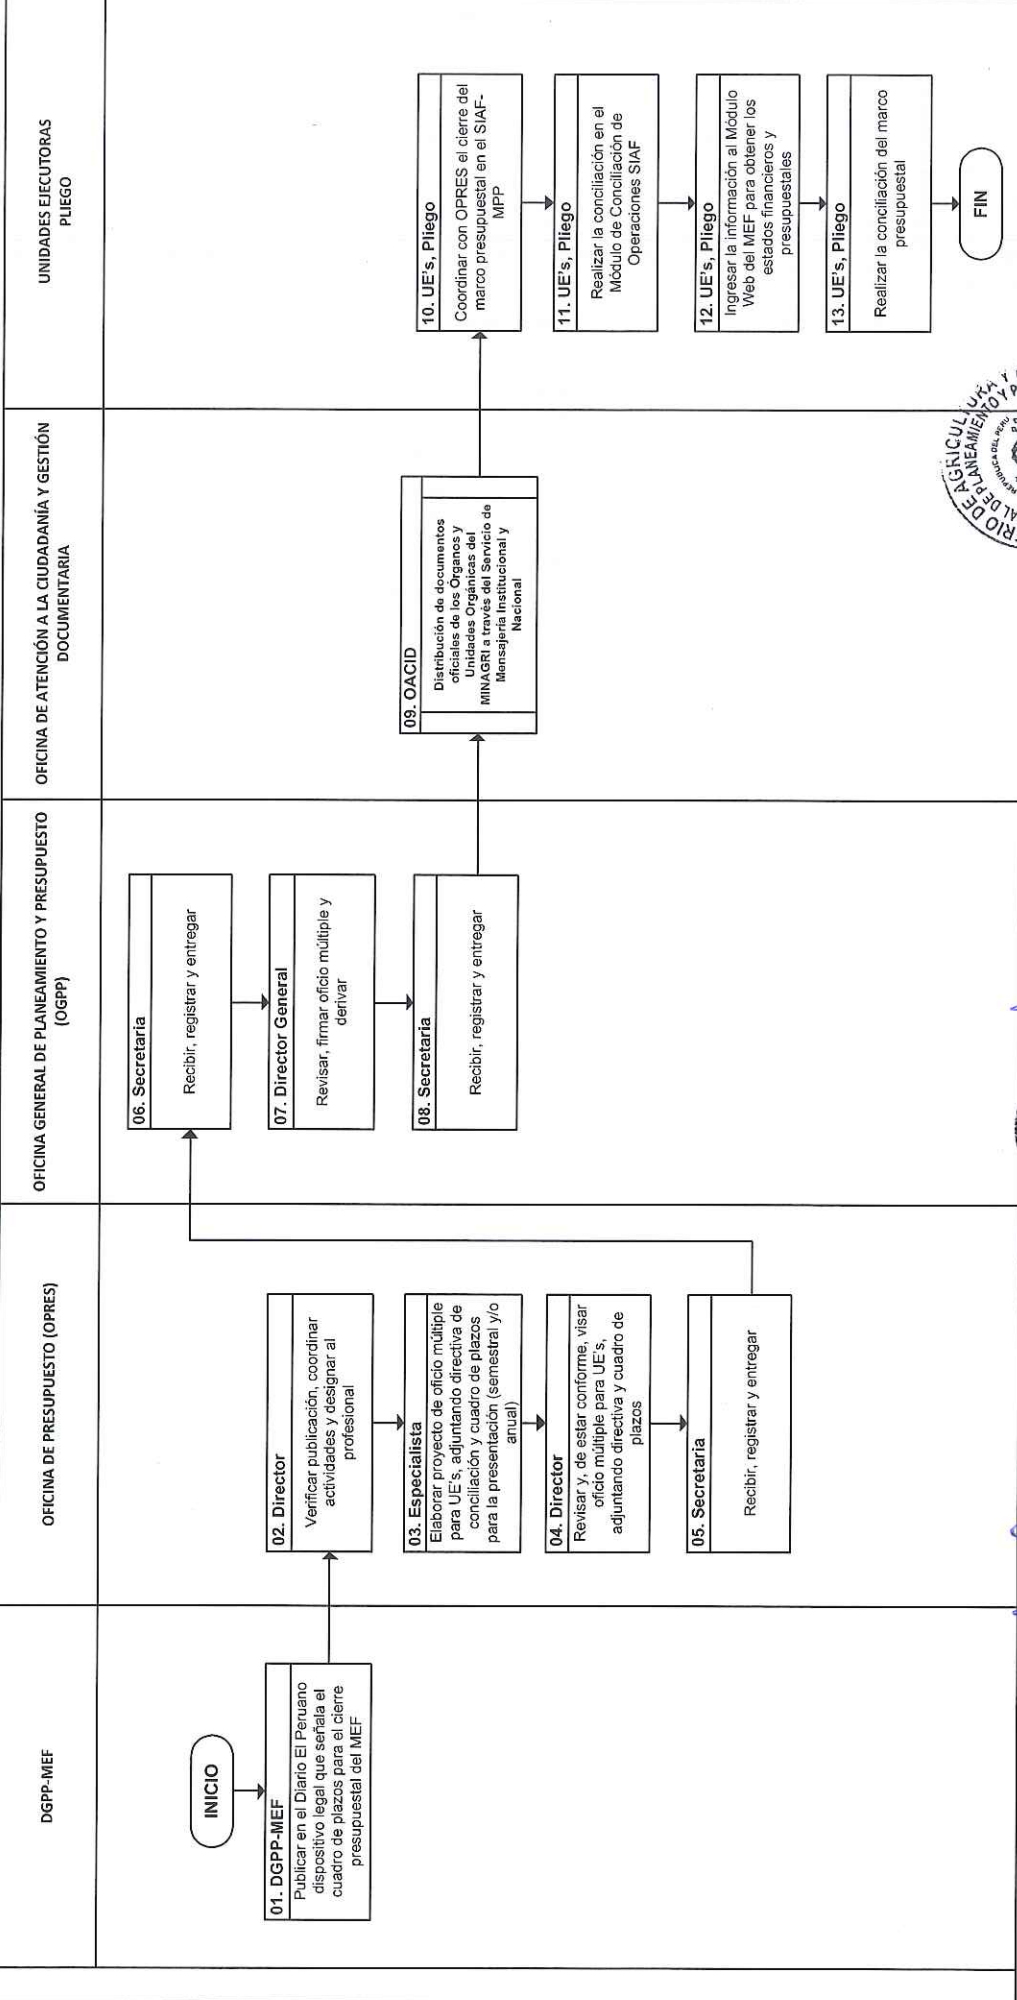 DGPP-MEF
OFICINA DE PRESUPUESTO (OPRES)
OFICINA GENERAL DE PLANEAMIENTO Y PRESUPUESTO
(OGPP)
OFICINA DE ATENCIÓN A LA CIUDADANÍA Y GESTIÓN
DOCUMENTARIA
UNIDADES EJECUTORAS
PLIEGO
INICIO
01. DGPP-MEF
Publicar en el Diario El Peruano
dispositivo legal que señala el
cuadro de plazos para el cierre
presupuestal del MEF
02. Director
Verificar publicación, coordinar
actividades y designar al
profesional
03. Especialista
Elaborar proyecto de oficio múltiple
para UE's, adjuntando directiva de
conciliación y cuadro de plazos
para la presentación (semestral y/o
anual)
04. Director
Revisar y, de estar conforme, visar
oficio múltiple para UE's,
adjuntando directiva y cuadro de
plazos
05. Secretaria
Recibir, registrar y entregar
06. Secretaria
Recibir, registrar y entregar
07. Director General
Revisar, firmar oficio múltiple y
derivar
08. Secretaria
Recibir, registrar y entregar
09. OACID
Distribución de documentos
oficiales de los Órganos y
Unidades Orgánicas del
MINAGRI a través del Servicio de
Mensajería Institucional y
Nacional
10. UE's, Pliego
Coordinar con OPRES el cierre del
marco presupuestal en el SIAF-
MPP
11. UE's, Pliego
Realizar la conciliación en el
Módulo de Conciliación de
Operaciones SIAF
12. UE's, Pliego
Ingresar la información al Módulo
Web del MEF para obtener los
estados financieros y
presupuestales
13. UE's, Pliego
Realizar la conciliación del marco
presupuestal
FIN
DE AGRICULTURA Y
DE PLANEAMIENTO Y
REPUBLICA DEL PERU